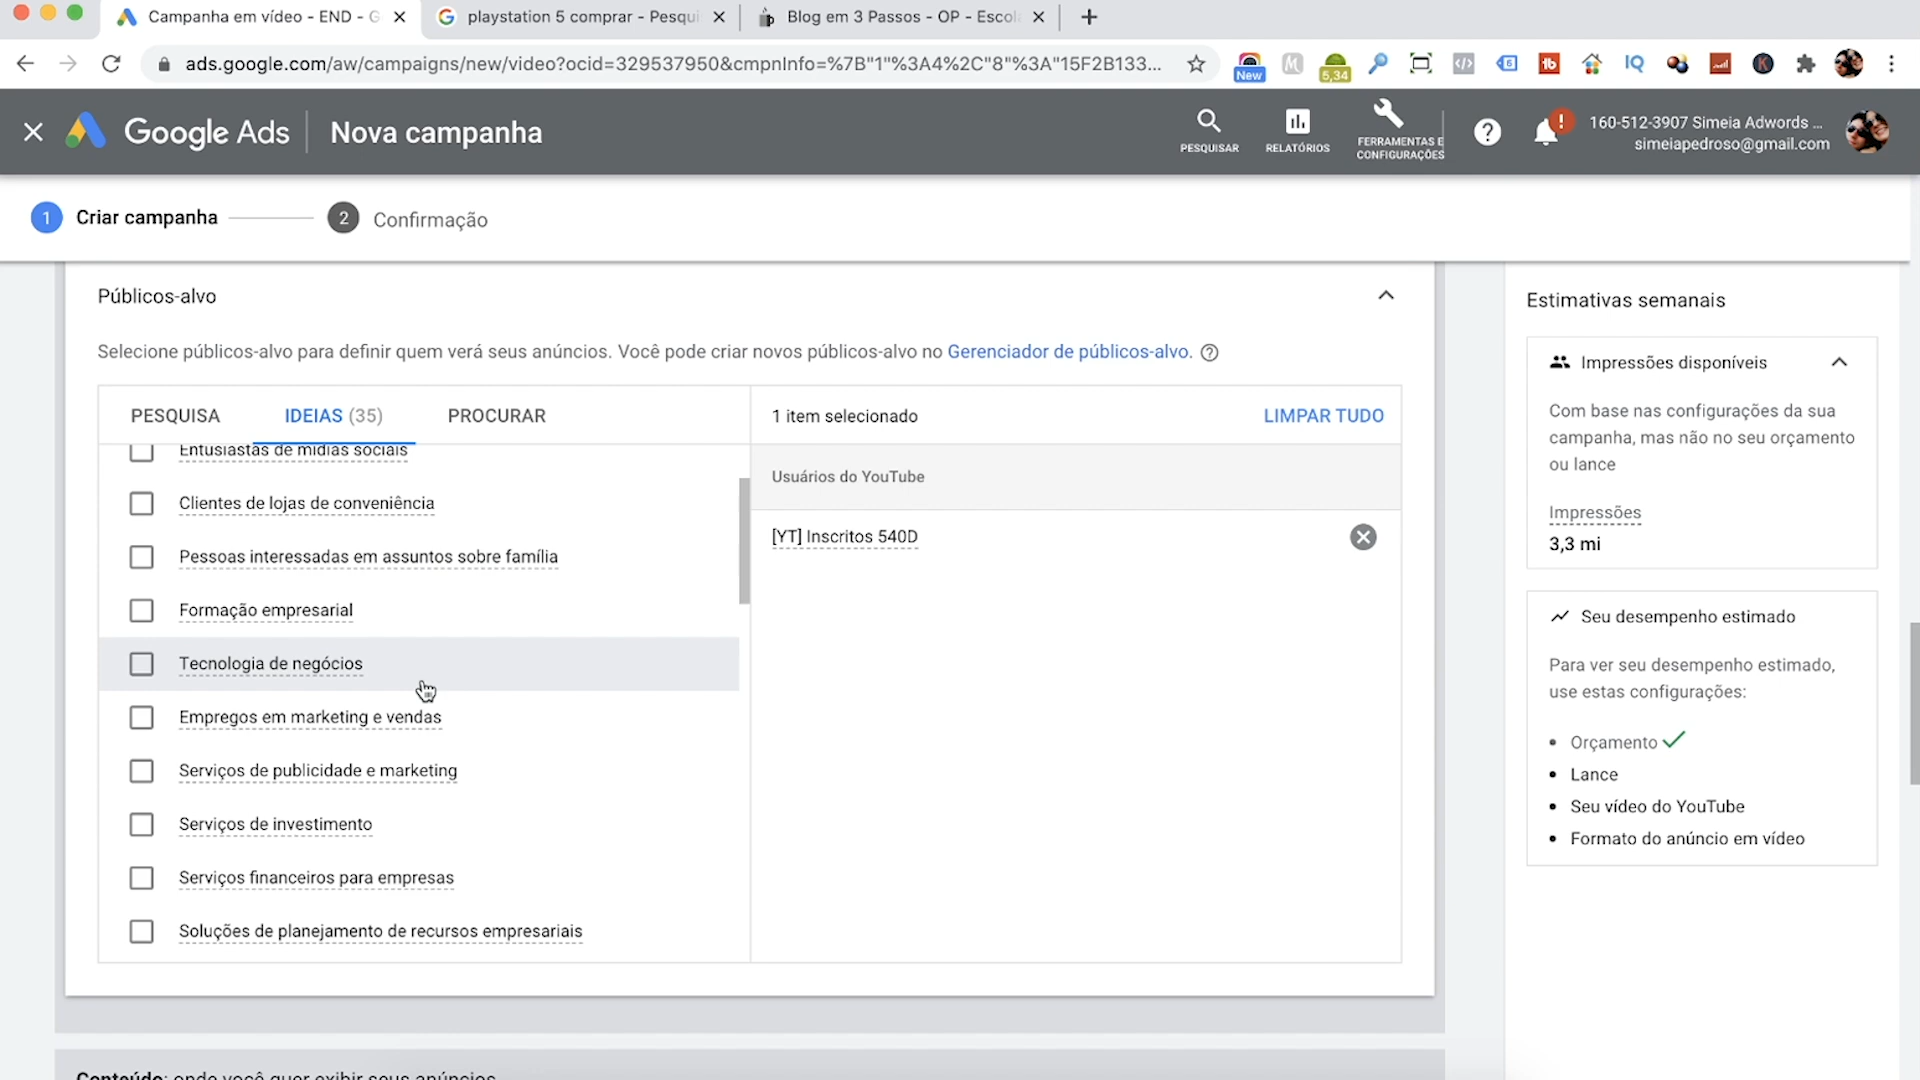 Campanha em vídeo - END - G
playstation 5 comprar - Pesqui
Blog em 3 Passos - OP - Escol
ads.google.com/aw/campaigns/new/video?ocid=329537950&cmpnInfo=%7B"1"%3A4%2C"8"%3A"15F2B133...
New
5,34
Google Ads
Nova campanha
PESQUISAR
RELATÓRIOS
FERRAMENTAS E
CONFIGURAÇÕES
160-512-3907 Simeia Adwords ...
simeiapedroso@gmail.com
1 Criar campanha
2 Confirmação
Públicos-alvo
Selecione públicos-alvo para definir quem verá seus anúncios. Você pode criar novos públicos-alvo no Gerenciador de públicos-alvo.
PESQUISA
IDEIAS (35)
PROCURAR
1 item selecionado
LIMPAR TUDO
Entusiastas de mídias sociais
Clientes de lojas de conveniência
Pessoas interessadas em assuntos sobre família
Formação empresarial
Tecnologia de negócios
Empregos em marketing e vendas
Serviços de publicidade e marketing
Serviços de investimento
Serviços financeiros para empresas
Soluções de planejamento de recursos empresariais
Usuários do YouTube
[YT] Inscritos 540D
Estimativas semanais
Impressões disponíveis
Com base nas configurações da sua
campanha, mas não no seu orçamento
ou lance
Impressões
3,3 mi
Seu desempenho estimado
Para ver seu desempenho estimado,
use estas configurações:
Orçamento
Lance
Seu vídeo do YouTube
Formato do anúncio em vídeo
Conteúdo: onde você quer exibir seus anúncios